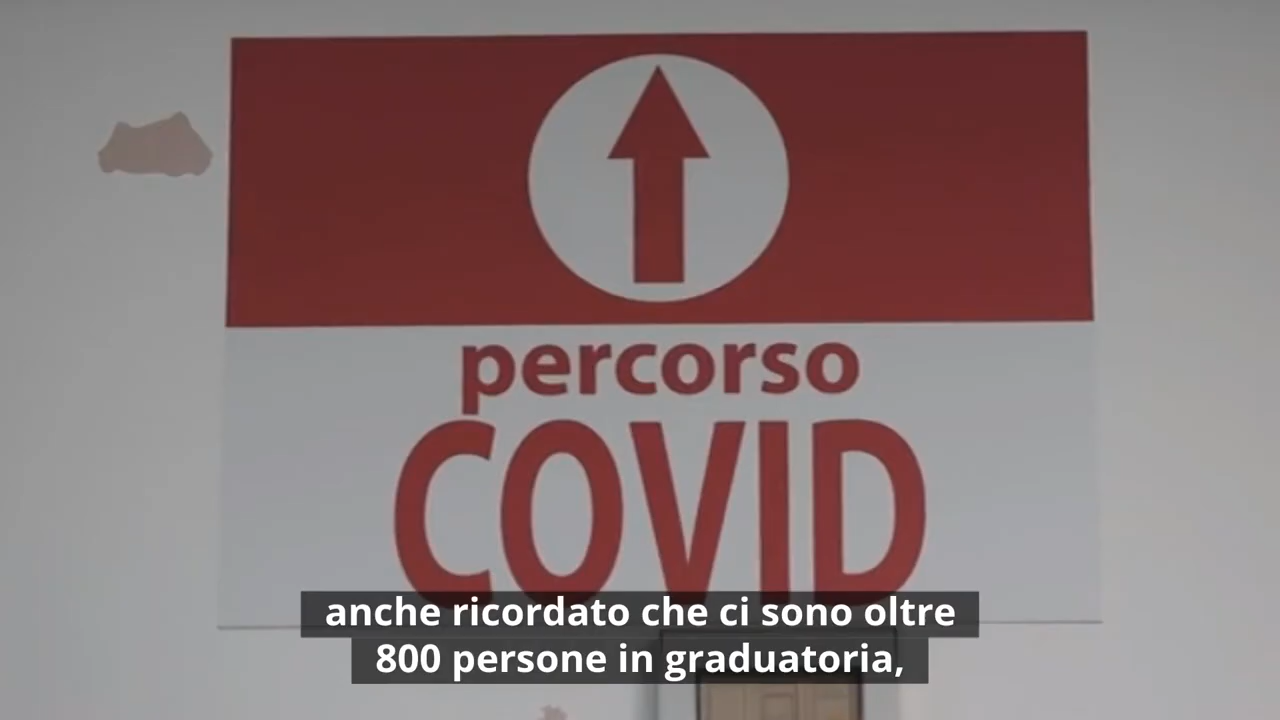 percorso
COVID
anche ricordato che ci sono oltre
800 persone in graduatoria,